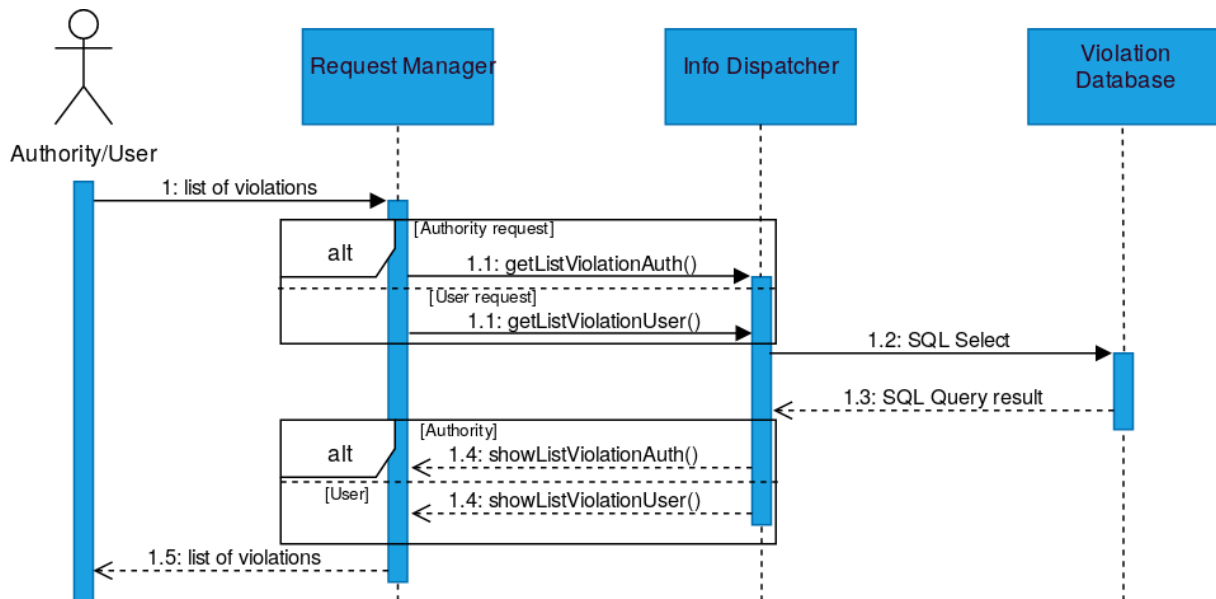 Request Manager
Info Dispatcher
Violation
Database
Authority/User
1: list of violations
alt
[Authority request]
1.1: getListViolationAuth()
[User request]
1.1: getListViolationUser()
1.2: SQL Select
1.3: SQL Query result
alt
[Authority]
1.4: showListViolationAuth()
[User]
1.4: showListViolationUser()
1.5: list of violations